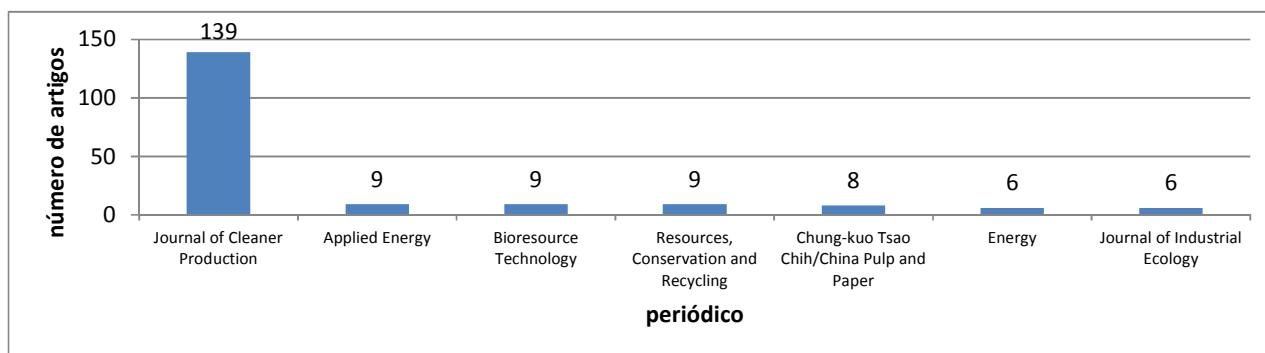 número de artigos
150
100
50
0
139
9
9
9
8
6
6
Journal of Cleaner
Production
Applied Energy
Bioresource
Technology
Resources,
Conservation and
Recycling
Chung-kuo Tsao
Chih/China Pulp and
Paper
Energy
Journal of Industrial
Ecology
periódico